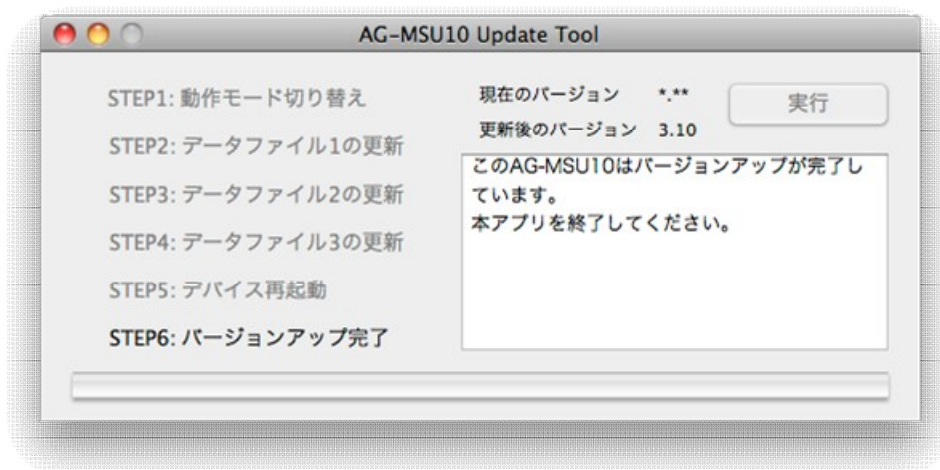 AG-MSU10 Update Tool
STEP1: 動作モード切り替え
STEP2: データファイル1の更新
STEP3: データファイル2の更新
STEP4: データファイル3の更新
STEP5: デバイス再起動
STEP6: バージョンアップ完了
現在のバージョン *.**
更新後のバージョン 3.10
実行
このAG-MSU10はバージョンアップが完了し
ています。
本アプリを終了してください。